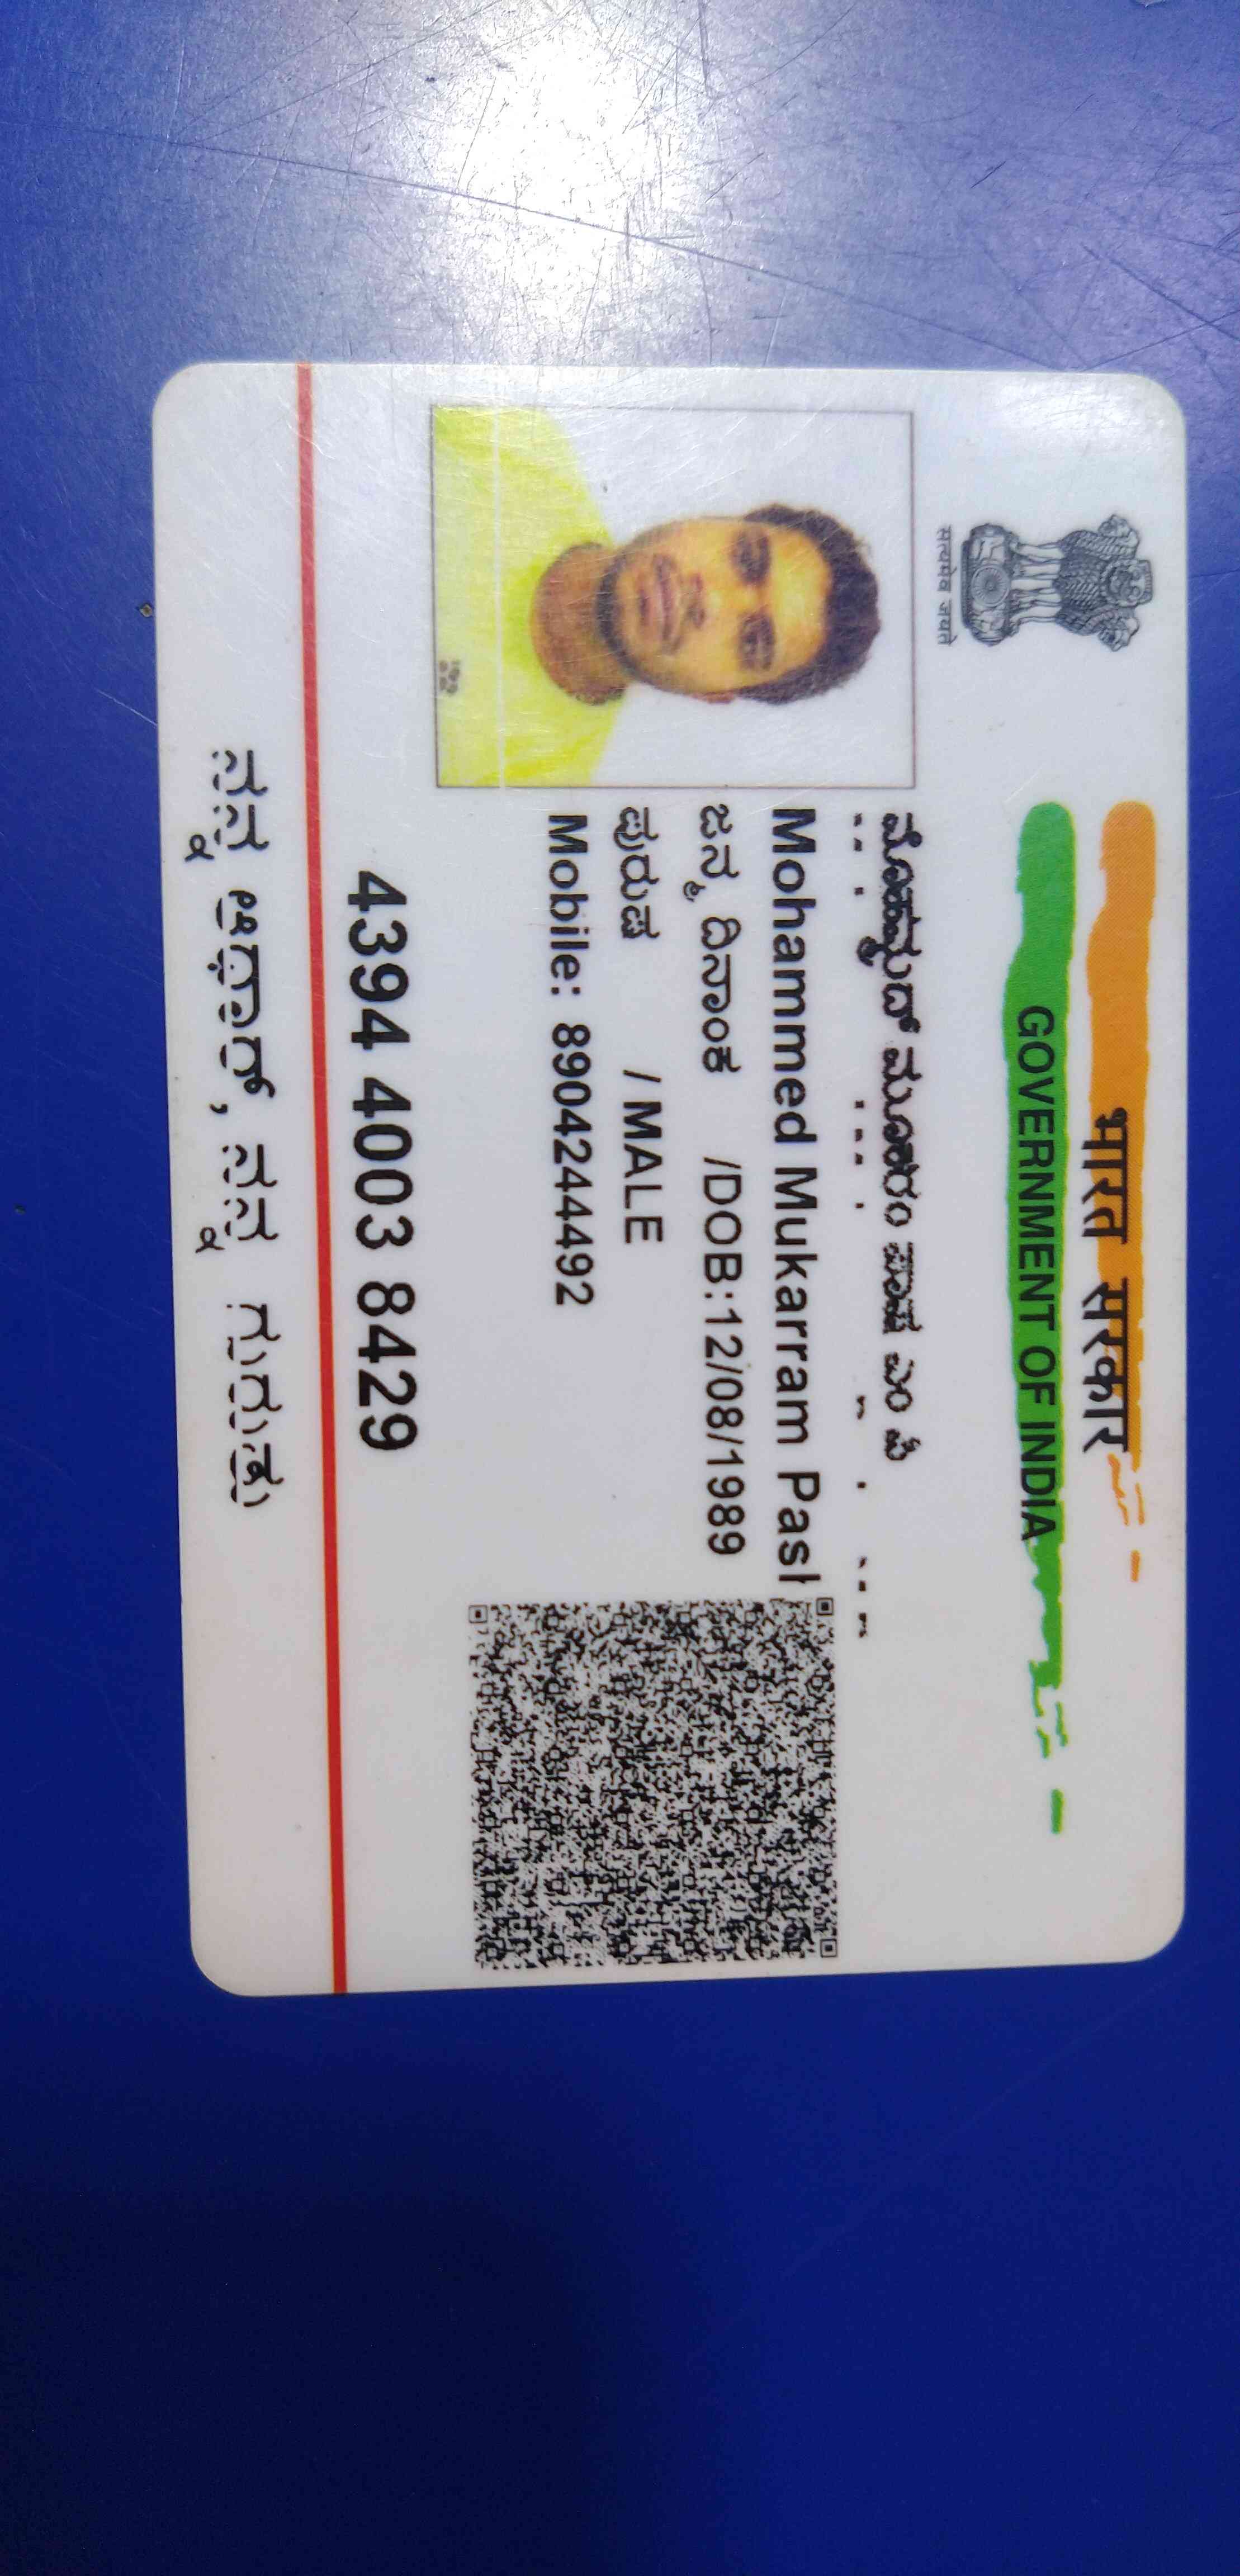 सत्यमेव जयते
भारत सरकार
GOVERNMENT OF INDIA
ಮೊಹಮ್ಮದ್ ಮೂಕರಂ ಪಾಷ ಎಂ ಪಿ
Mohammed Mukarram Pasl
ಜನ್ಮ ದಿನಾಂಕ /DOB:12/08/1989
ಪುರುಷ / MALE
Mobile: 8904244492
4394 4003 8429
ನನ್ನ ಆಧಾರ್, ನನ್ನ ಗುರುತು